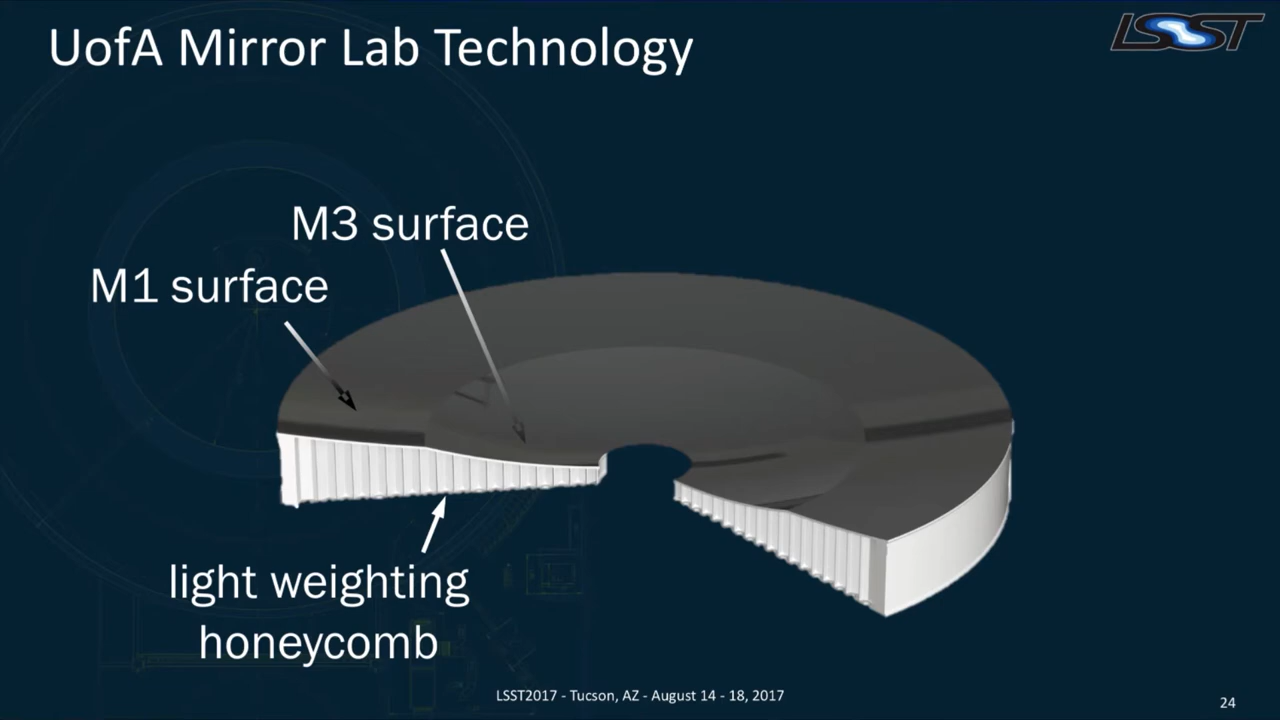 UofA Mirror Lab Technology
LSST
M3 surface
M1 surface
light weighting
honeycomb
LSST2017 - Tucson, AZ - August 14 - 18, 2017
24